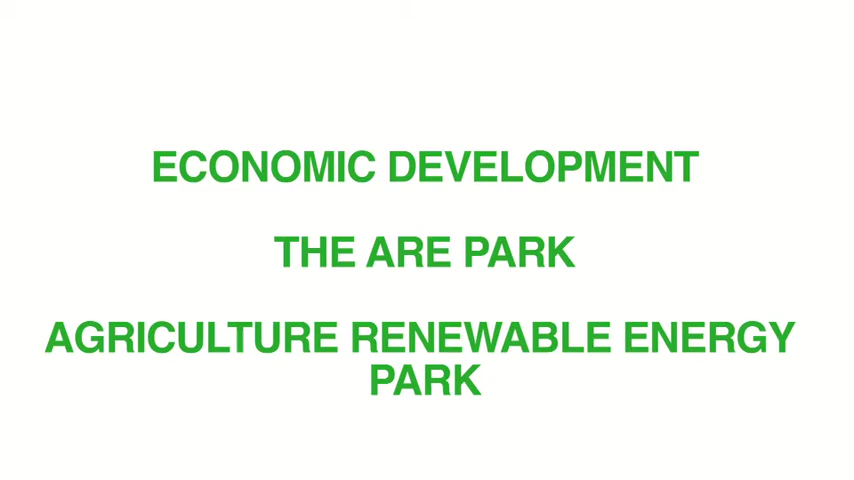 ECONOMIC DEVELOPMENT
THE ARE PARK
AGRICULTURE RENEWABLE ENERGY
PARK